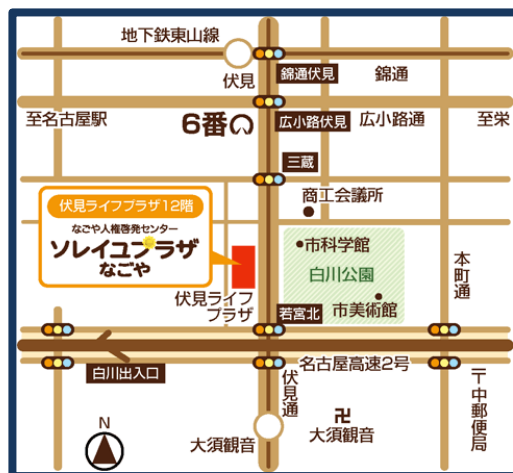 地下鉄東山線
伏見
錦通伏見
錦通
至名古屋駅
6番
広小路伏見
広小路通
至栄
三蔵
商工会議所
伏見ライフプラザ12階
なごや人権啓発センター
ソレイユプラザ
なごや
市科学館
白川公園
市美術館
本町通
伏見ライフ
プラザ
若宮北
名古屋高速2号
白川出入口
伏見通
〒中郵便局
N
大須観音
卍
大須観音